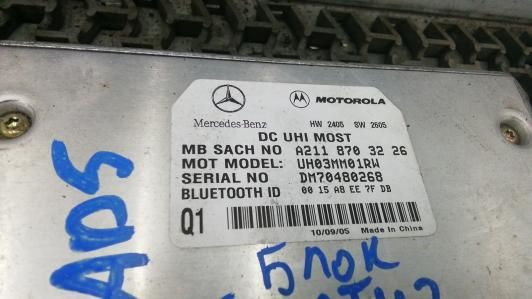 Mercedes-Benz
MOTOROLA
HW 2405 SW 2605
DC UHI MOST
MB SACH NO A211 870 32 26
MOT MODEL: UH03MM01RW
SERIAL NO DM70480268
BLUETOOTH ID 00 15 A8 EE 7F DB
Q1
10/09/05 Made in China
ADS
БЛОК